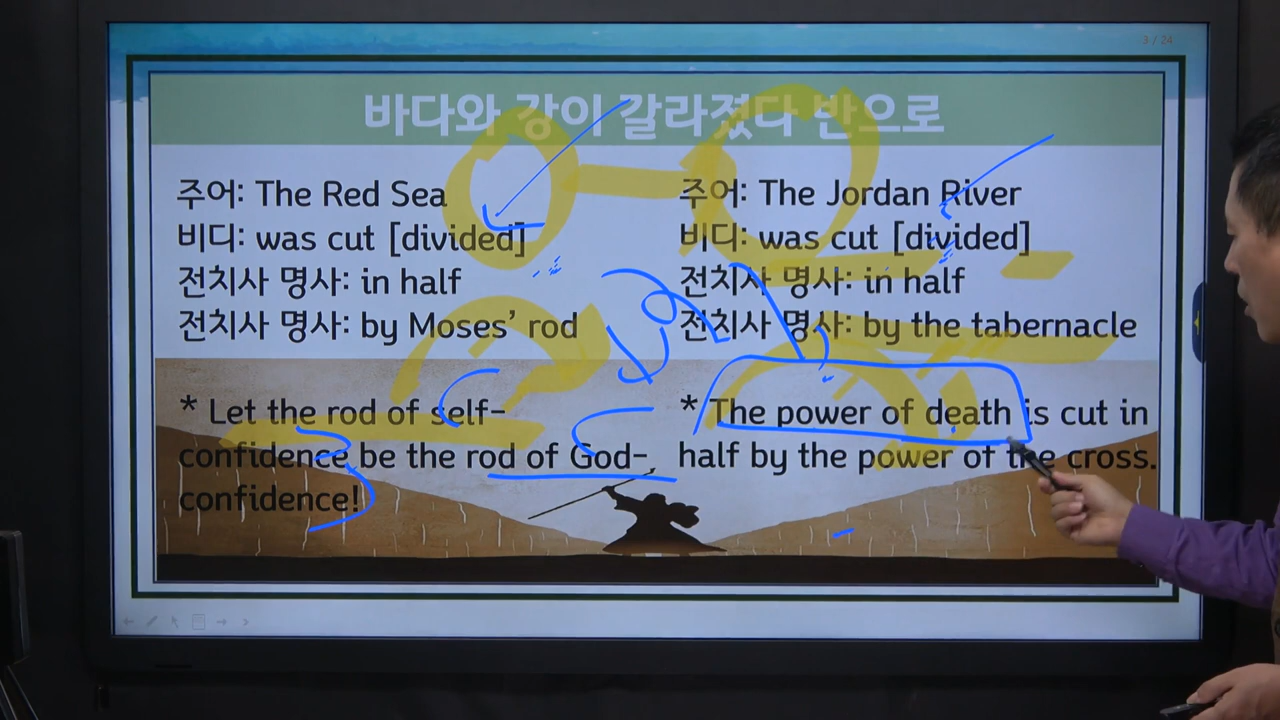 3 / 24
바다와 강이 갈라졌다 반으로
주어: The Red Sea
비디: was cut [divided]
전치사 명사: in half
전치사 명사: by Moses’ rod
* Let the rod of self-
confidence be the rod of God-
confidence!
주어: The Jordan River
비디: was cut [divided]
전치사 명사: in half
전치사 명사: by the tabernacle
* The power of death is cut in
half by the power of the cross.